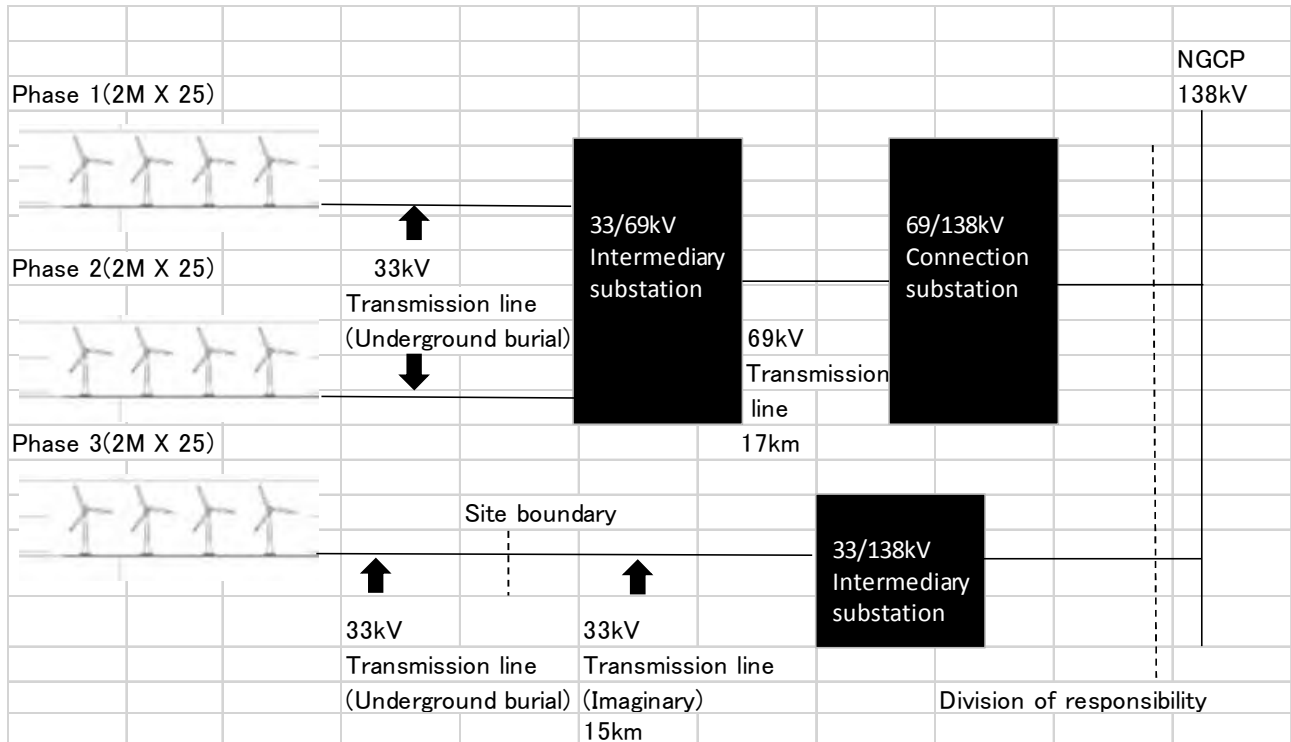 NGCP
138kV
Phase 1(2M X 25)
33/69kV
Intermediary
substation
69/138kV
Connection
substation
Phase 2(2M X 25)
33kV
Transmission line
(Underground burial)
69kV
Transmission
line
17km
Phase 3(2M X 25)
Site boundary
33/138kV
Intermediary
substation
33kV
Transmission line
(Underground burial)
33kV
Transmission line
(Imaginary)
15km
Division of responsibility